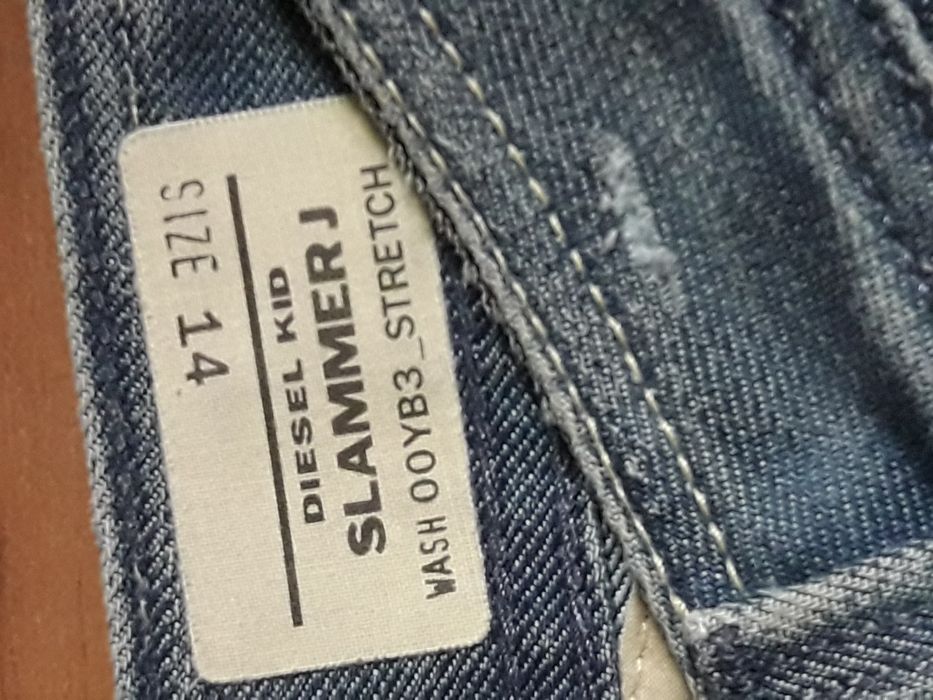 SIZE 14
DIESEL KID
SLAMMER J
WASH 00YB3_STRETCH